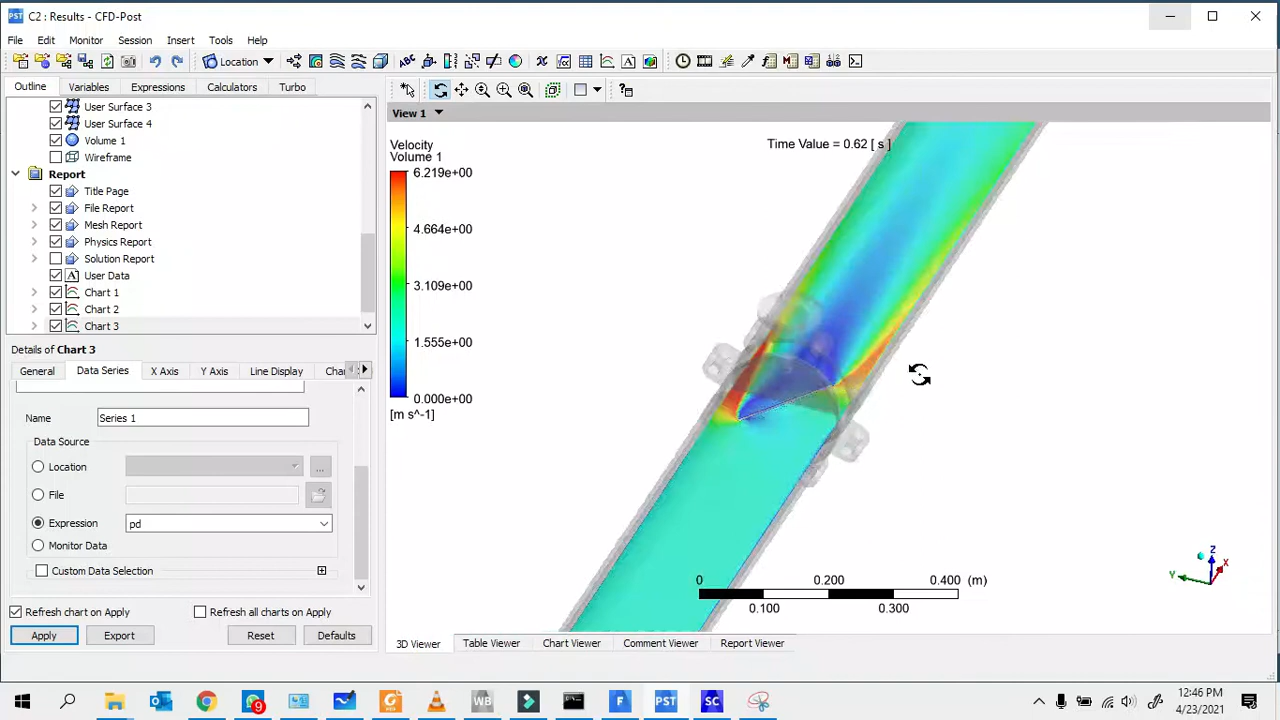 C2 : Results - CFD-Post
File Edit Monitor Session Insert Tools Help
Location
Outline Variables Expressions Calculators Turbo
User Surface 3
User Surface 4
Volume 1
Wireframe
Report
Title Page
File Report
Mesh Report
Physics Report
Solution Report
User Data
Chart 1
Chart 2
Chart 3
Details of Chart 3
General Data Series X Axis Y Axis Line Display
Name Series 1
Data Source
Location ...
File
Expression pd
Monitor Data
Custom Data Selection
Refresh chart on Apply Refresh all charts on Apply
Apply Export Reset Defaults
View 1
Velocity
Volume 1
6.219e+00
4.664e+00
3.109e+00
1.555e+00
0.000e+00
[m s^-1]
Time Value = 0.62 [ s ]
0 0.200 0.400 (m)
0.100 0.300
Z
X
Y
3D Viewer Table Viewer Chart Viewer Comment Viewer Report Viewer
PST
9
WB
F
PST
SC
12:46 PM
4/23/2021